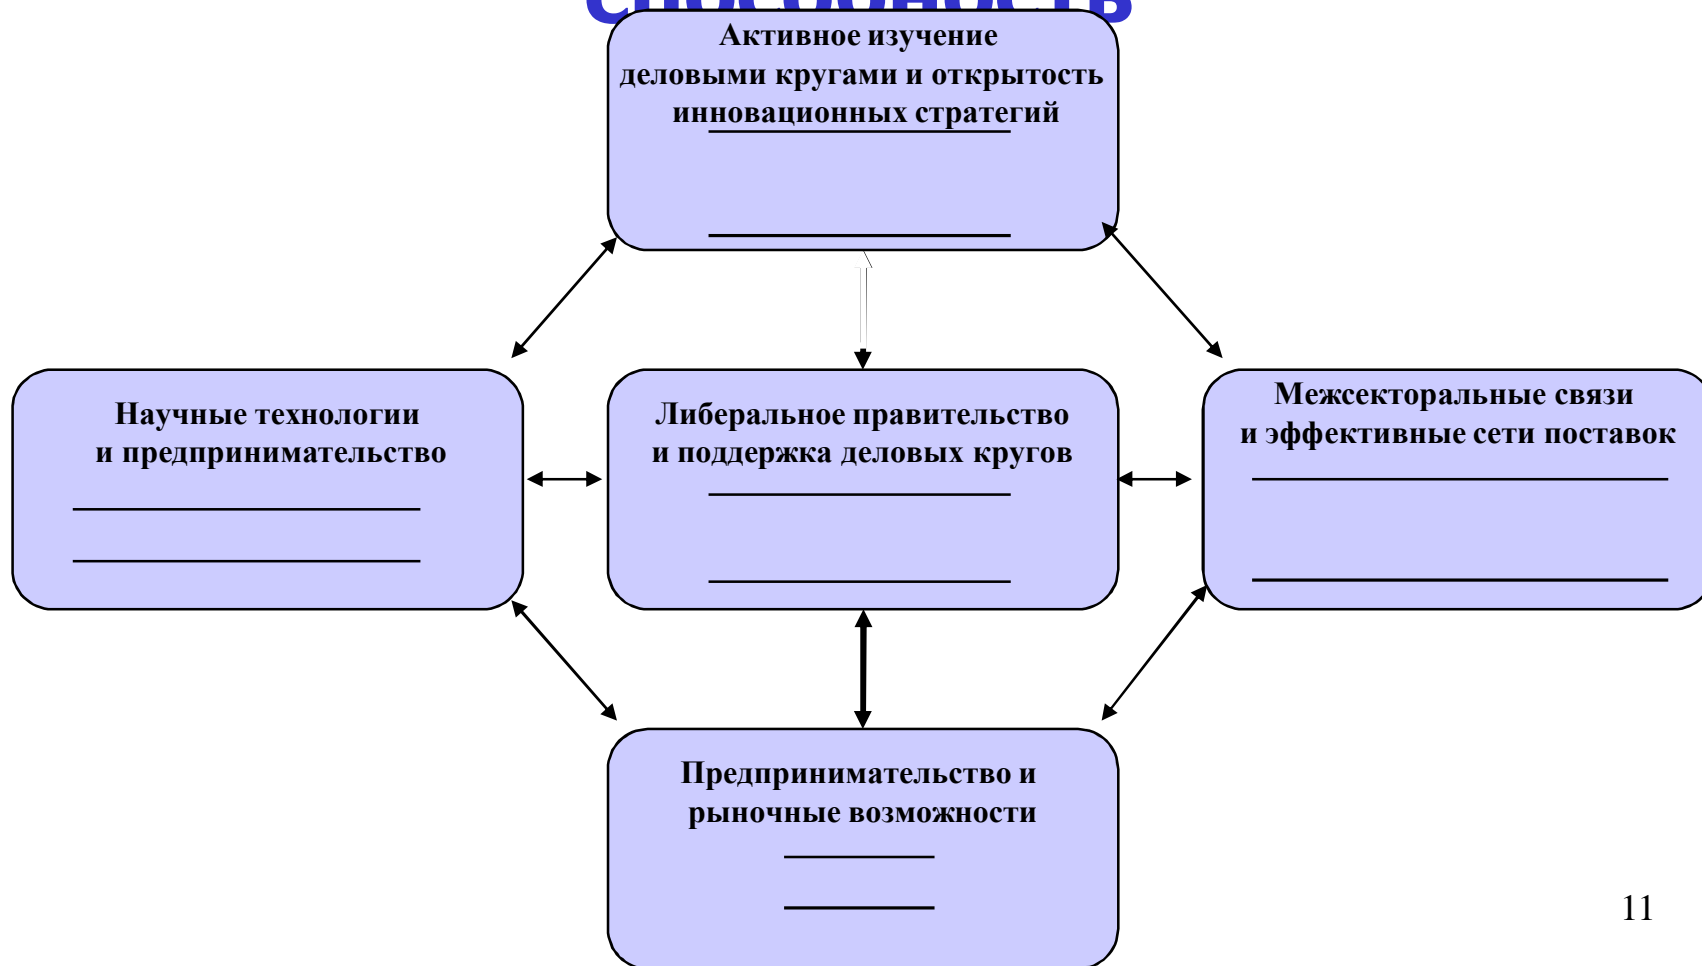 способность
Активное изучение
деловыми кругами и открытость
инновационных стратегий
Научные технологии
и предпринимательство
Либеральное правительство
и поддержка деловых кругов
Межсекторальные связи
и эффективные сети поставок
Предпринимательство и
рыночные возможности
11